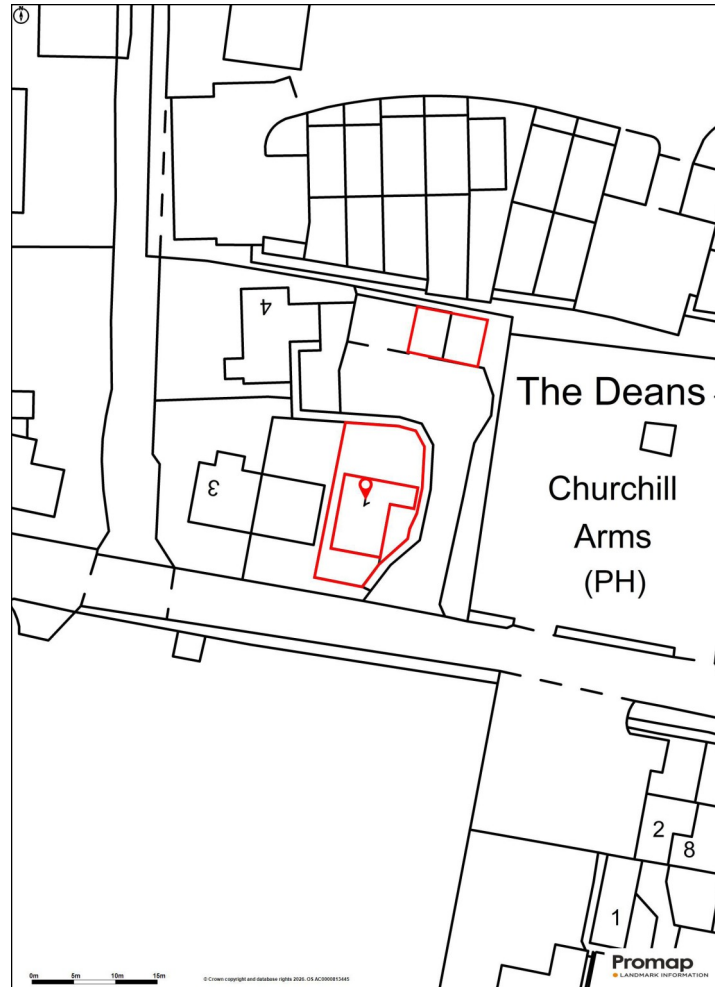 4
The Deans
Churchill
Arms
(PH)
3
1
2
8
1
0m 5m 10m 15m
© Crown copyright and database rights 2026. OS AC0000813445
Promap
LANDMARK INFORMATION